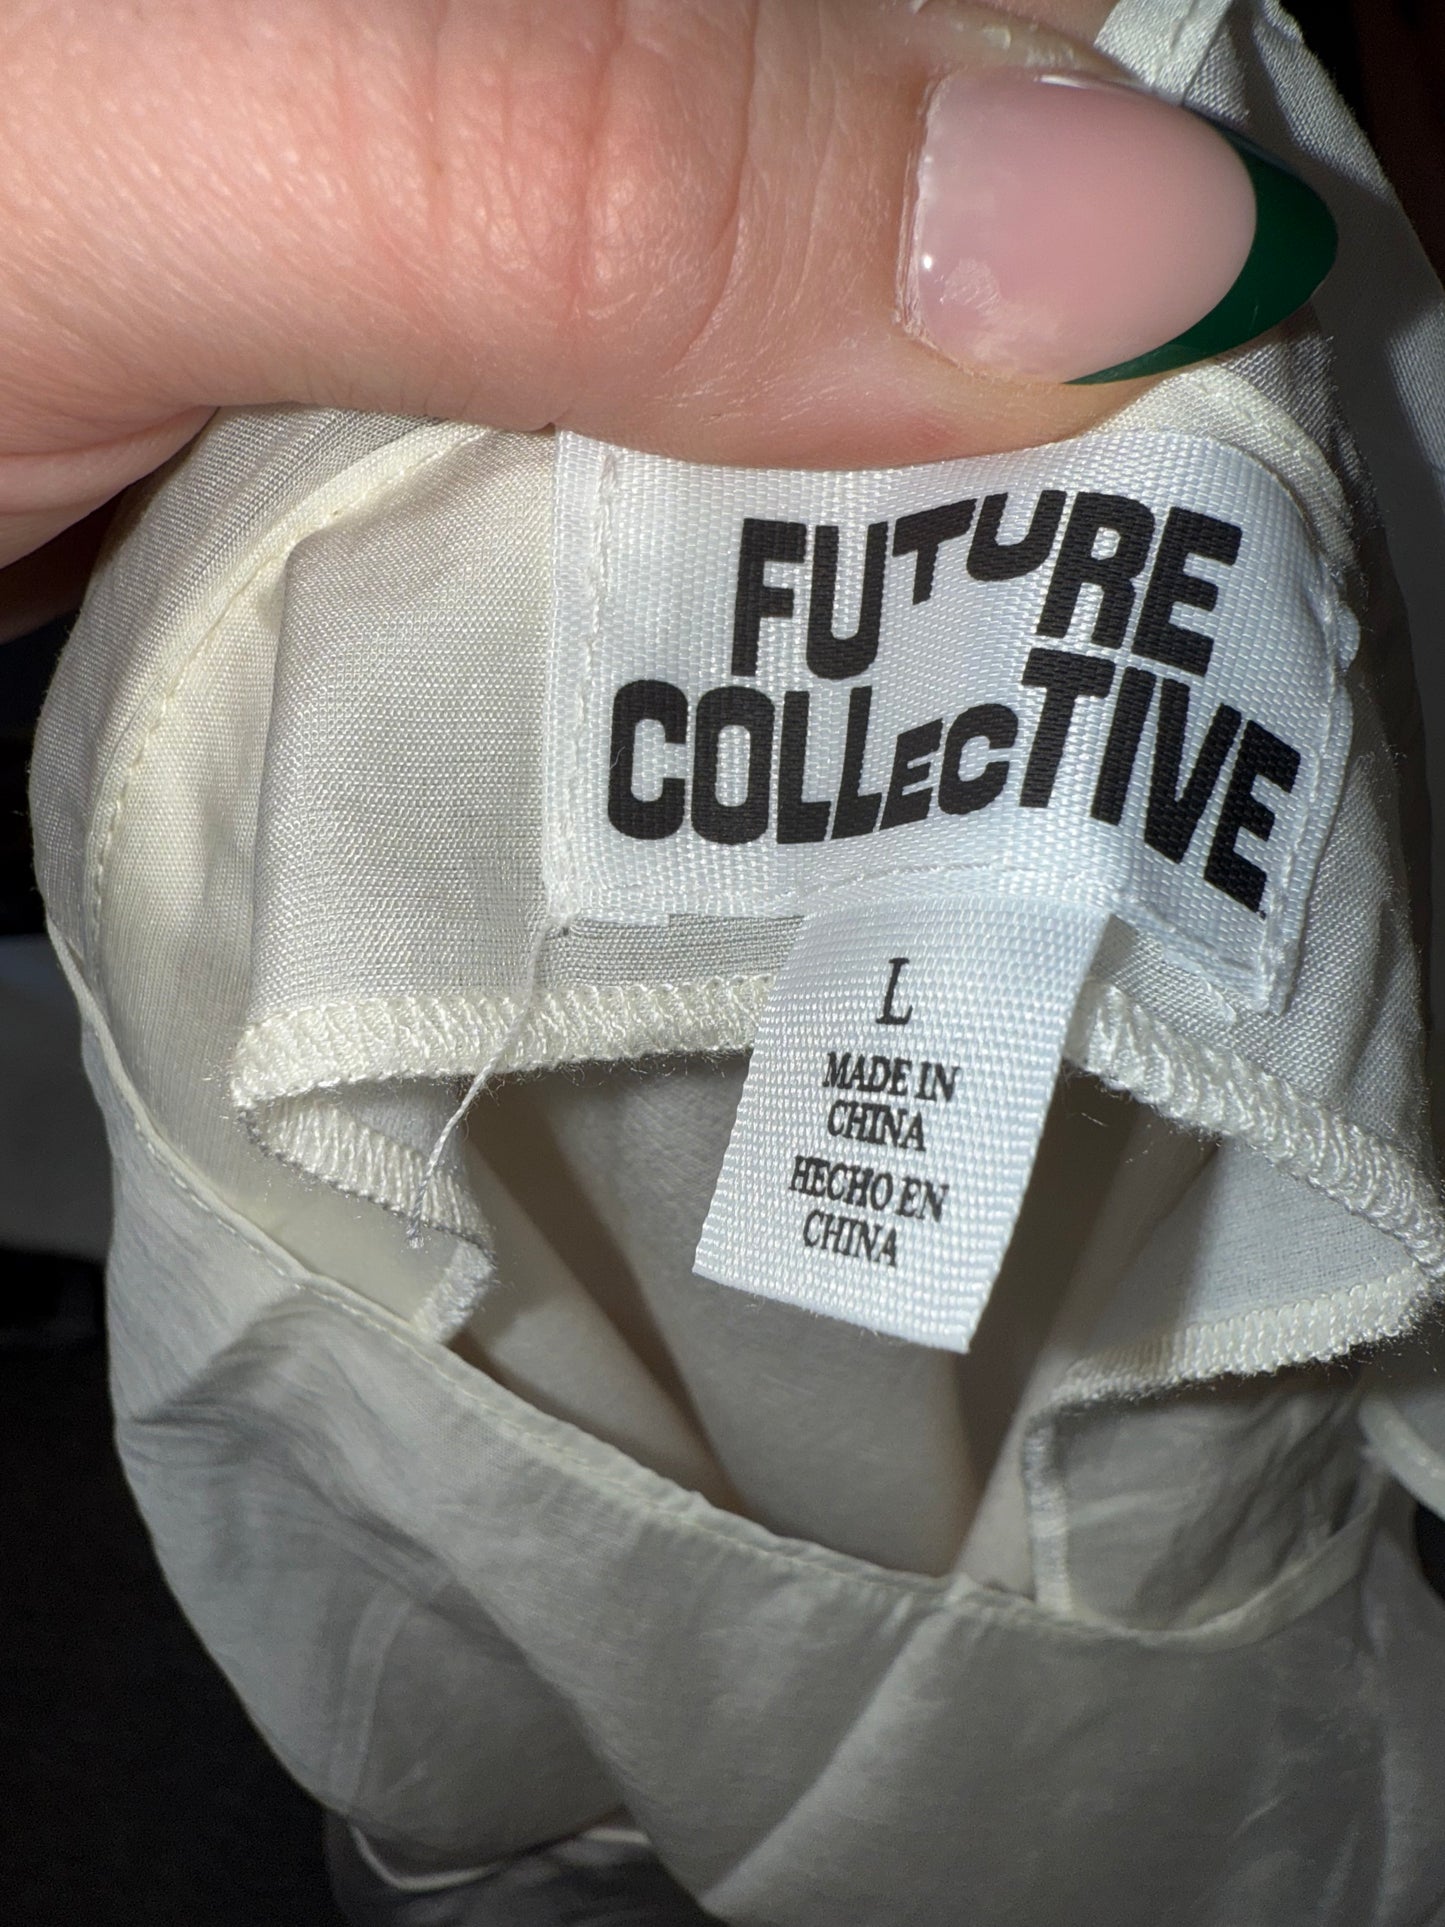 FUTURE
COLLECTIVE
L
MADE IN
CHINA
HECHO EN
CHINA